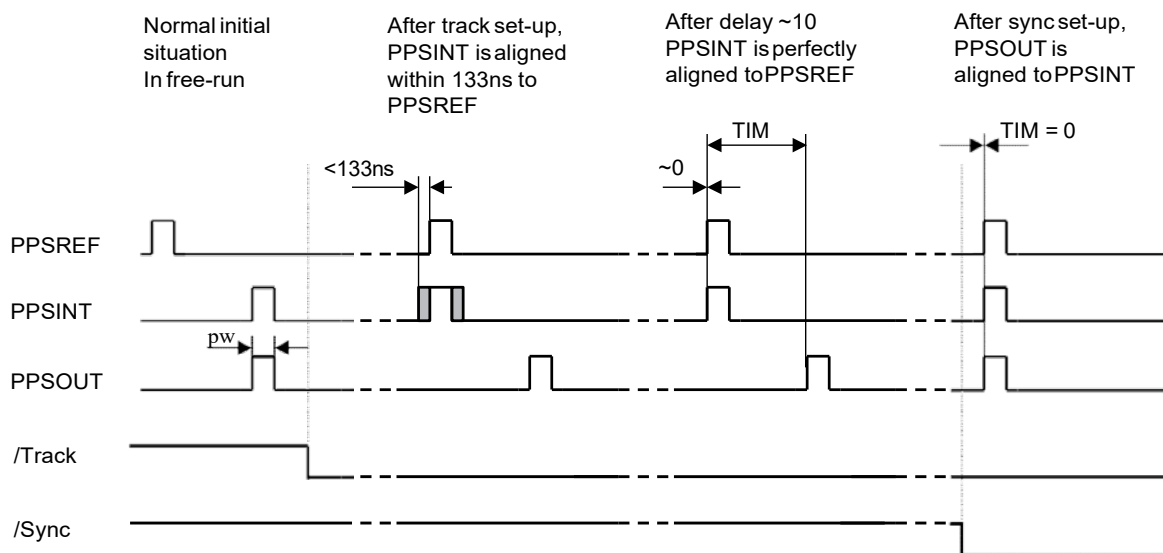 Normal initial
situation
In free-run
After track set-up,
PPSINT is aligned
within 133ns to
PPSREF
After delay ~10
PPSINT is perfectly
aligned to PPSREF
After sync set-up,
PPSOUT is
aligned to PPSINT
TIM
TIM = 0
<133ns
~0
PPSREF
PPSINT
pw
PPSOUT
/Track
/Sync